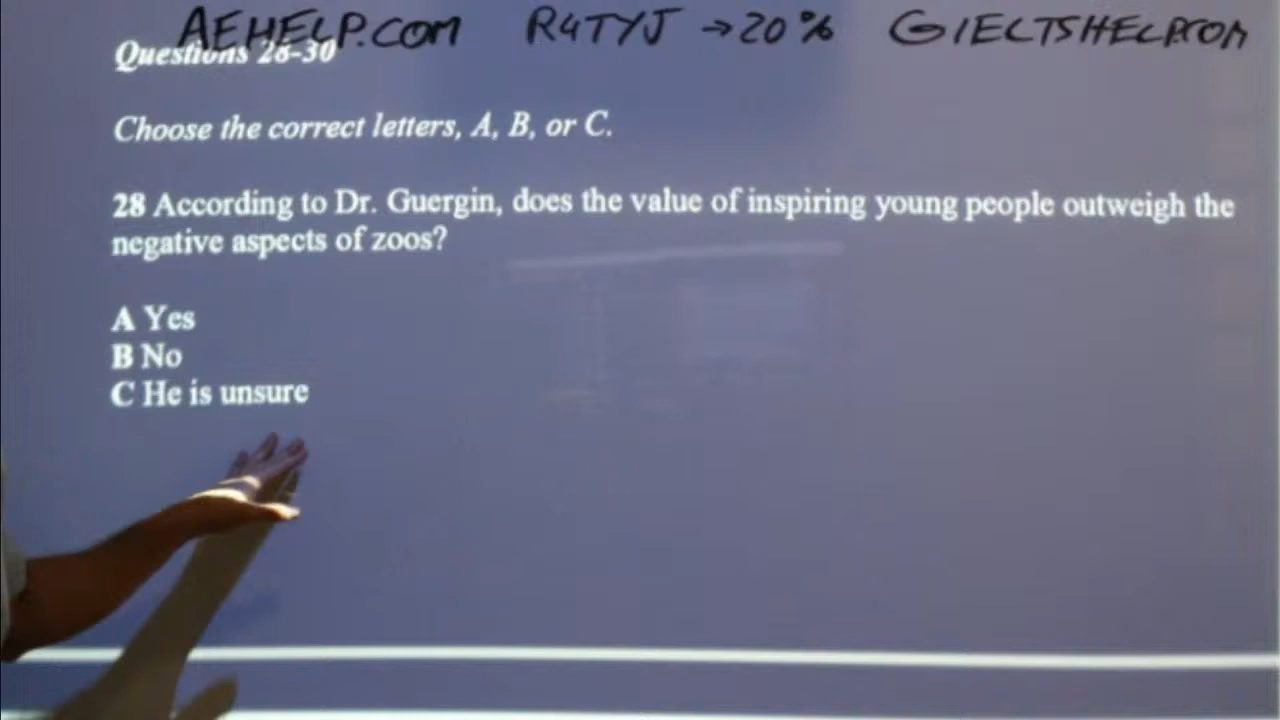 AEHELP.COM R4TYJ → 20% GIELTSHELP.COM
Questions 28-30
Choose the correct letters, A, B, or C.
28 According to Dr. Guergin, does the value of inspiring young people outweigh the
negative aspects of zoos?
A Yes
B No
C He is unsure